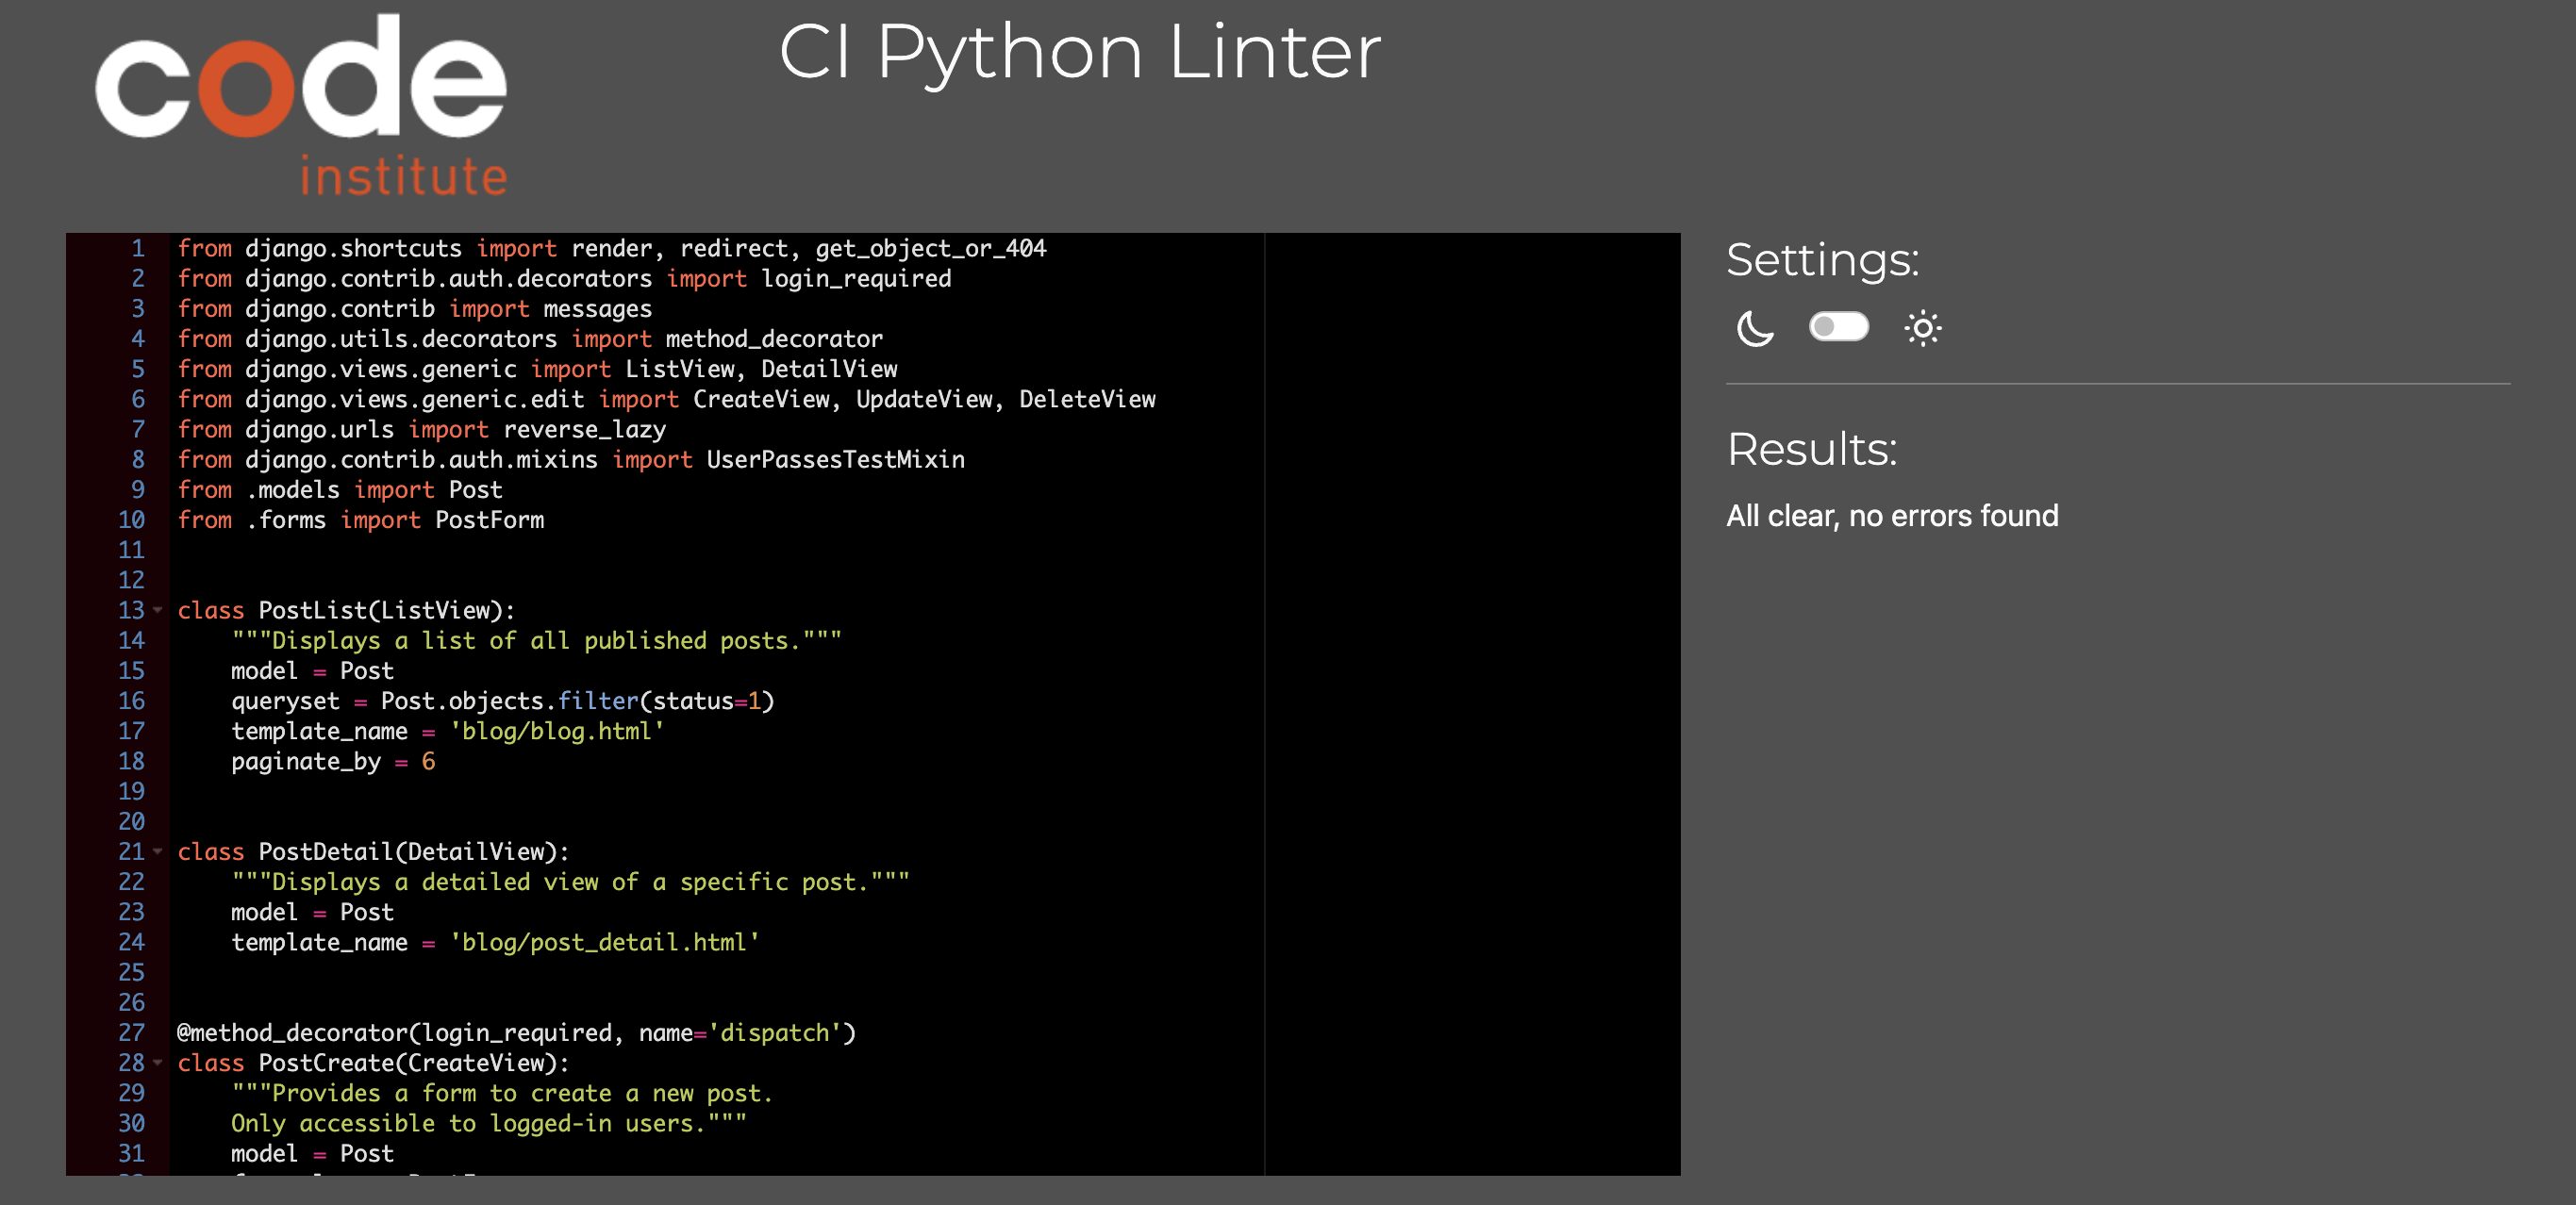 code
institute
CI Python Linter
1 from django.shortcuts import render, redirect, get_object_or_404
2 from django.contrib.auth.decorators import login_required
3 from django.contrib import messages
4 from django.utils.decorators import method_decorator
5 from django.views.generic import ListView, DetailView
6 from django.views.generic.edit import CreateView, UpdateView, DeleteView
7 from django.urls import reverse_lazy
8 from django.contrib.auth.mixins import UserPassesTestMixin
9 from .models import Post
10 from .forms import PostForm
11
12
13 class PostList(ListView):
14     """Displays a list of all published posts."""
15     model = Post
16     queryset = Post.objects.filter(status=1)
17     template_name = 'blog/blog.html'
18     paginate_by = 6
19
20
21 class PostDetail(DetailView):
22     """Displays a detailed view of a specific post."""
23     model = Post
24     template_name = 'blog/post_detail.html'
25
26
27 @method_decorator(login_required, name='dispatch')
28 class PostCreate(CreateView):
29     """Provides a form to create a new post.
30     Only accessible to logged-in users."""
31     model = Post
Settings:
Results:
All clear, no errors found